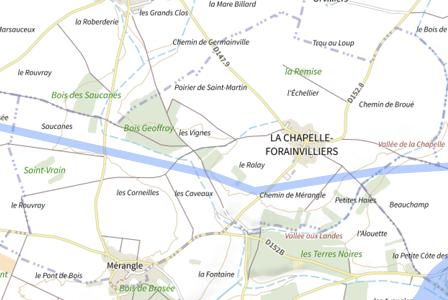 la Mare Billard
les Grands Clos
la Roberderie
Chemin de Germainville
D147.9
Trou au Loup
le Rouvray
la Remise
Poirier de Saint-Martin
l'Échellier
D152.8
Bois des Saucanes
Chemin de Broué
Saucanes
Bois Geoffroy
les Vignes
LA CHAPELLE-
FORAINVILLIERS
Vallée de la Chapelle
Saint-Vrain
le Ralay
les Corneilles
les Caveaux
Chemin de Mérangle
le Rouvray
Petites Haies
Beauchamp
Vallée aux Landes
l'Alouette
D1528
les Terres Noires
la Petite Côte des
Mérangle
le Pont de Bois
la Fontaine
Bois de Brasée